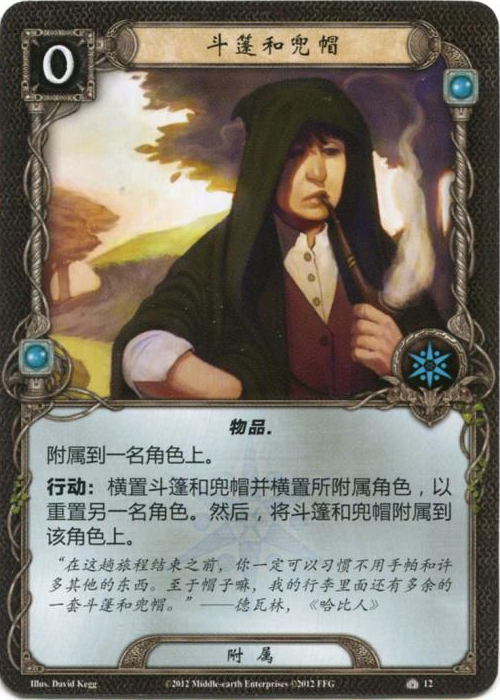 0
斗篷和兜帽
物品.
附属到一名角色上。
行动：横置斗篷和兜帽并横置所附属角色，以
重置另一名角色。然后，将斗篷和兜帽附属到
该角色上。
“在这趟旅程结束之前，你一定可以习惯不用手帕和许
多其他的东西。至于帽子嘛，我的行李里面还有多余的
一套斗篷和兜帽。”——德瓦林，《哈比人》
附属
Illus. David Kegg ©2012 Middle-earth Enterprises ©2012 FFG 12